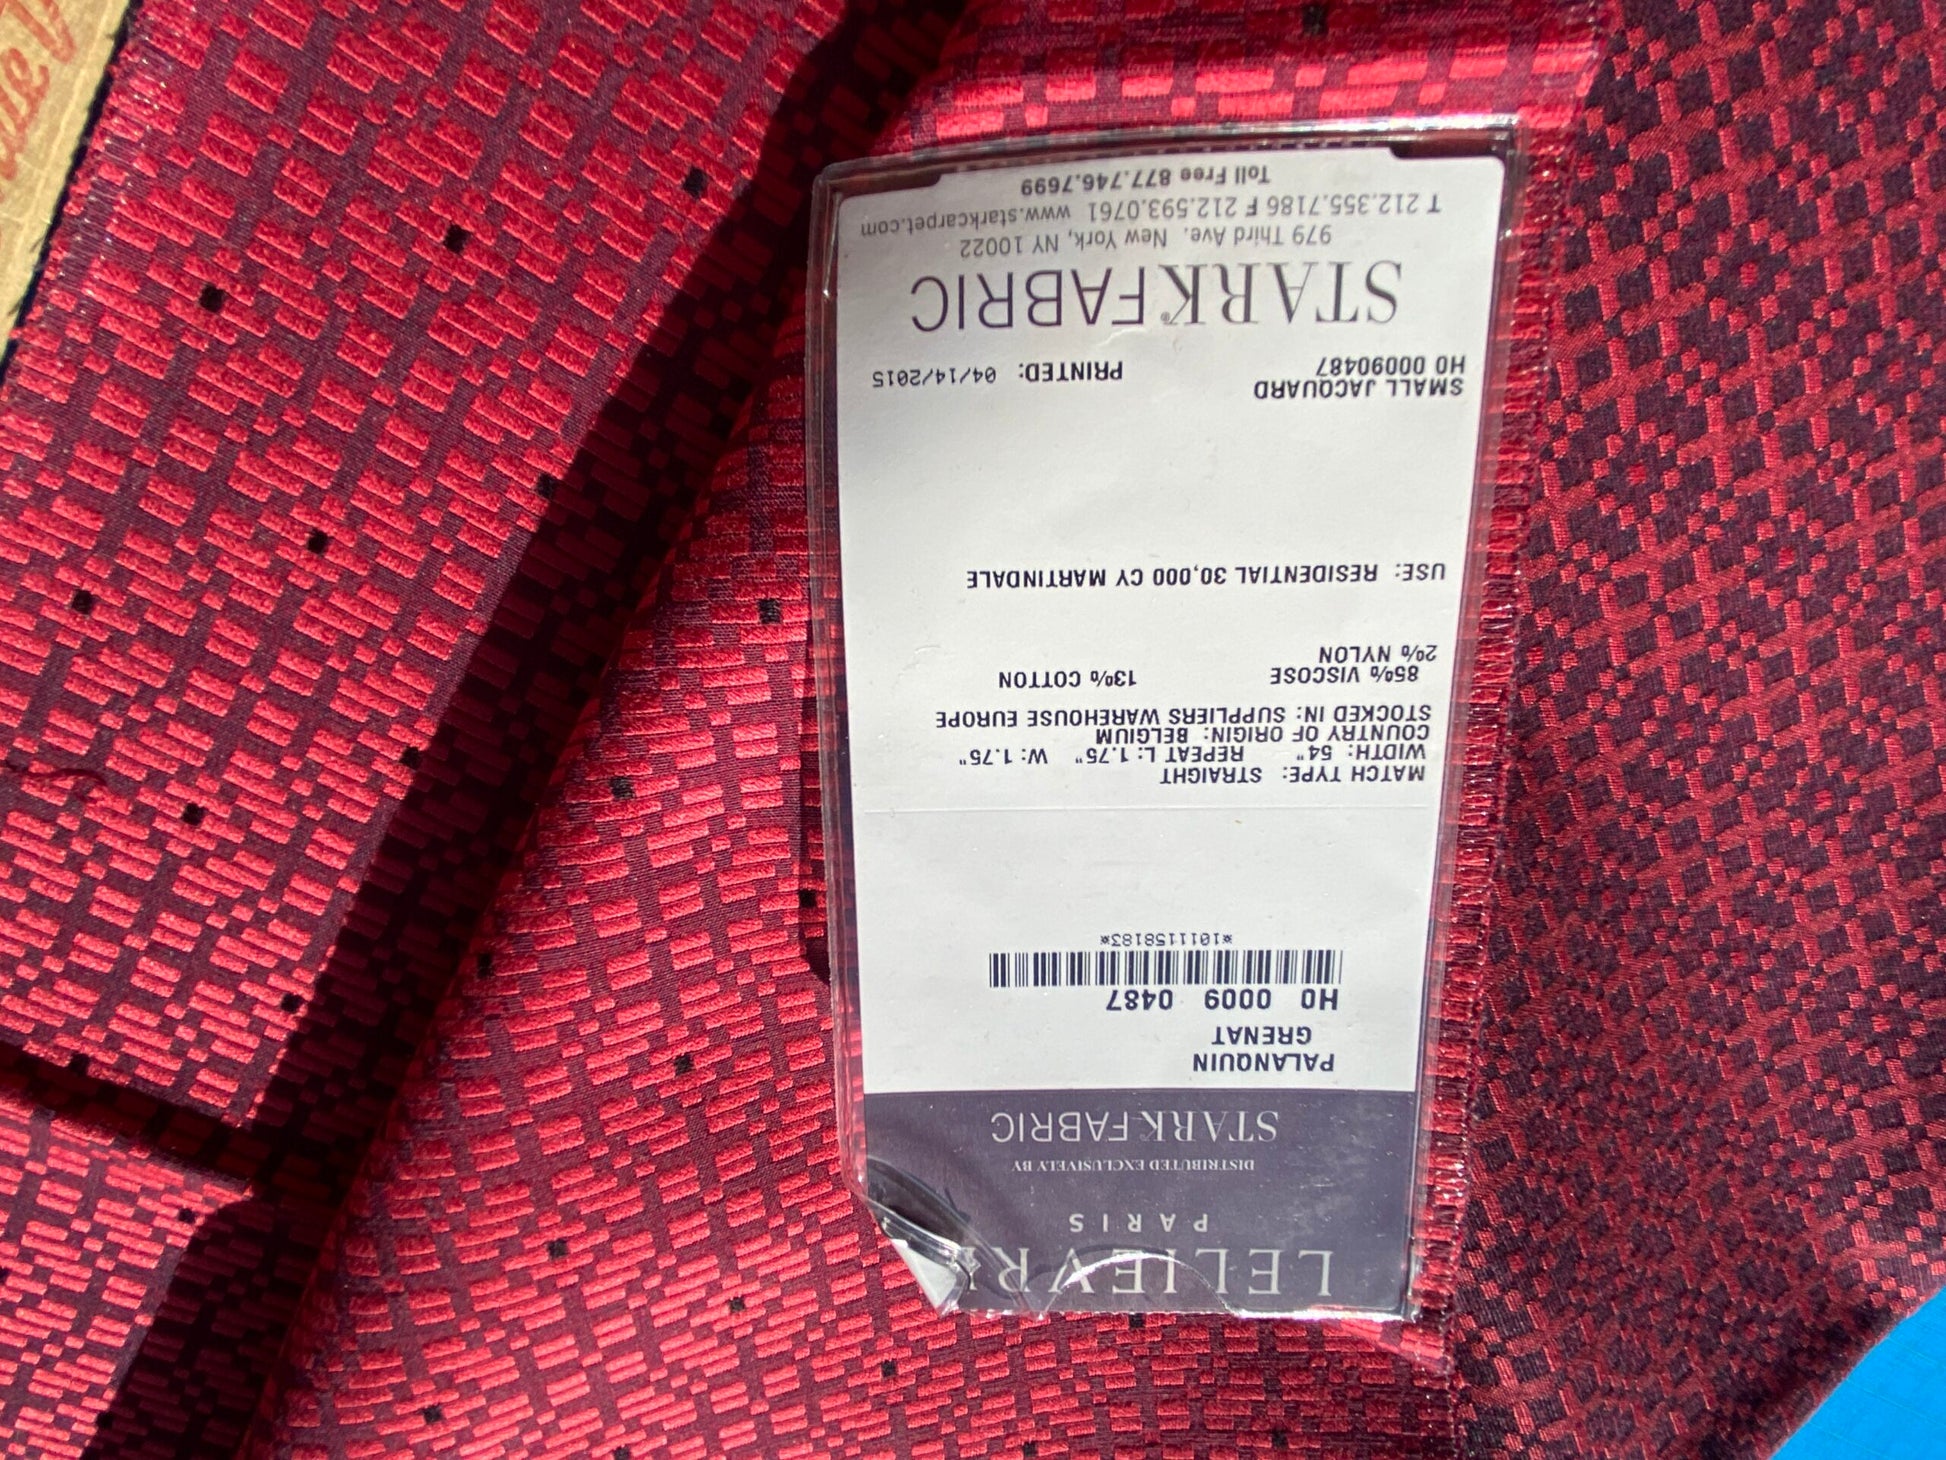 LELIEVRE
PARIS
DISTRIBUTED EXCLUSIVELY BY
STARK FABRIC
PALANQUIN
GRENAT
H0 0009 0487
*1011158183*
MATCH TYPE: STRAIGHT
WIDTH: 54" REPEAT L: 1.75" W: 1.75"
COUNTRY OF ORIGIN: BELGIUM
STOCKED IN: SUPPLIERS WAREHOUSE EUROPE
85% VISCOSE 13% COTTON
2% NYLON
USE: RESIDENTIAL 30,000 CY MARTINDALE
SMALL JACQUARD
H0 00090487 PRINTED: 04/14/2015
STARK® FABRIC
979 Third Ave. New York, NY 10022
T 212.355.7186 F 212.593.0761 www.starkcarpet.com
Toll Free 877.746.7699